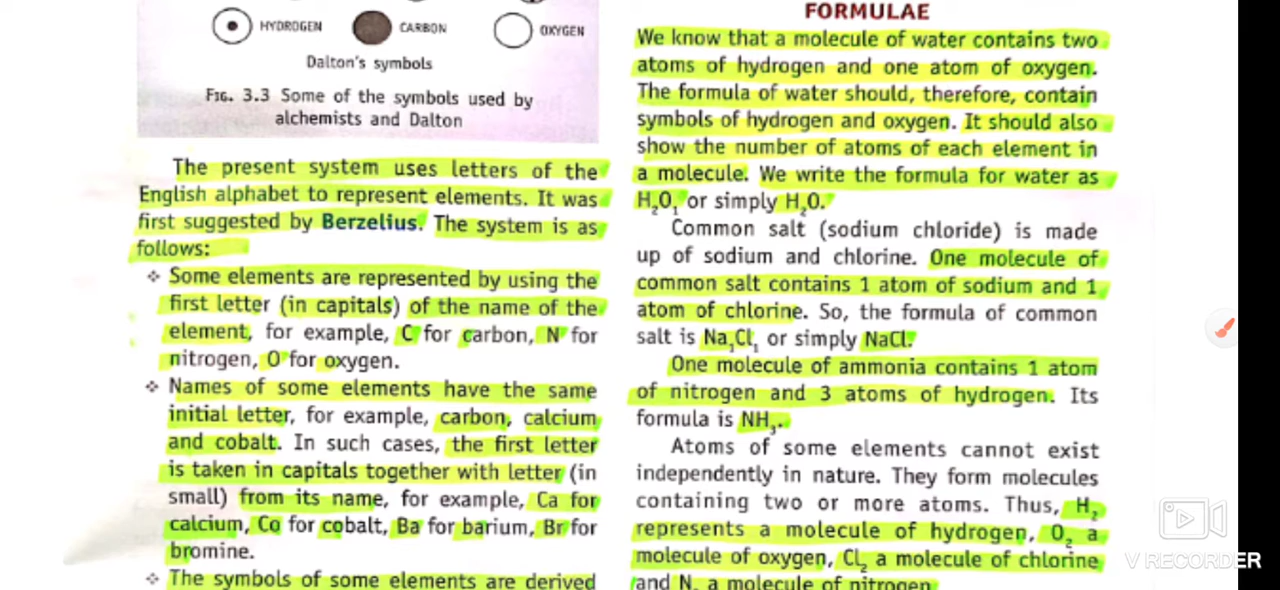 HYDROGEN CARBON OXYGEN
Dalton's symbols
FIG. 3.3 Some of the symbols used by
alchemists and Dalton
The present system uses letters of the
English alphabet to represent elements. It was
first suggested by Berzelius. The system is as
follows:
❖ Some elements are represented by using the
first letter (in capitals) of the name of the
element, for example, C for carbon, N for
nitrogen, O for oxygen.
❖ Names of some elements have the same
initial letter, for example, carbon, calcium
and cobalt. In such cases, the first letter
is taken in capitals together with letter (in
small) from its name, for example, Ca for
calcium, Co for cobalt, Ba for barium, Br for
bromine.
❖ The symbols of some elements are derived
FORMULAE
We know that a molecule of water contains two
atoms of hydrogen and one atom of oxygen.
The formula of water should, therefore, contain
symbols of hydrogen and oxygen. It should also
show the number of atoms of each element in
a molecule. We write the formula for water as
H₂O₁ or simply H₂O.
Common salt (sodium chloride) is made
up of sodium and chlorine. One molecule of
common salt contains 1 atom of sodium and 1
atom of chlorine. So, the formula of common
salt is Na₁Cl₁ or simply NaCl.
One molecule of ammonia contains 1 atom
of nitrogen and 3 atoms of hydrogen. Its
formula is NH₃.
Atoms of some elements cannot exist
independently in nature. They form molecules
containing two or more atoms. Thus, H₂
represents a molecule of hydrogen, O₂ a
molecule of oxygen, Cl₂ a molecule of chlorine
and N₂ a molecule of nitrogen
V RECORDER